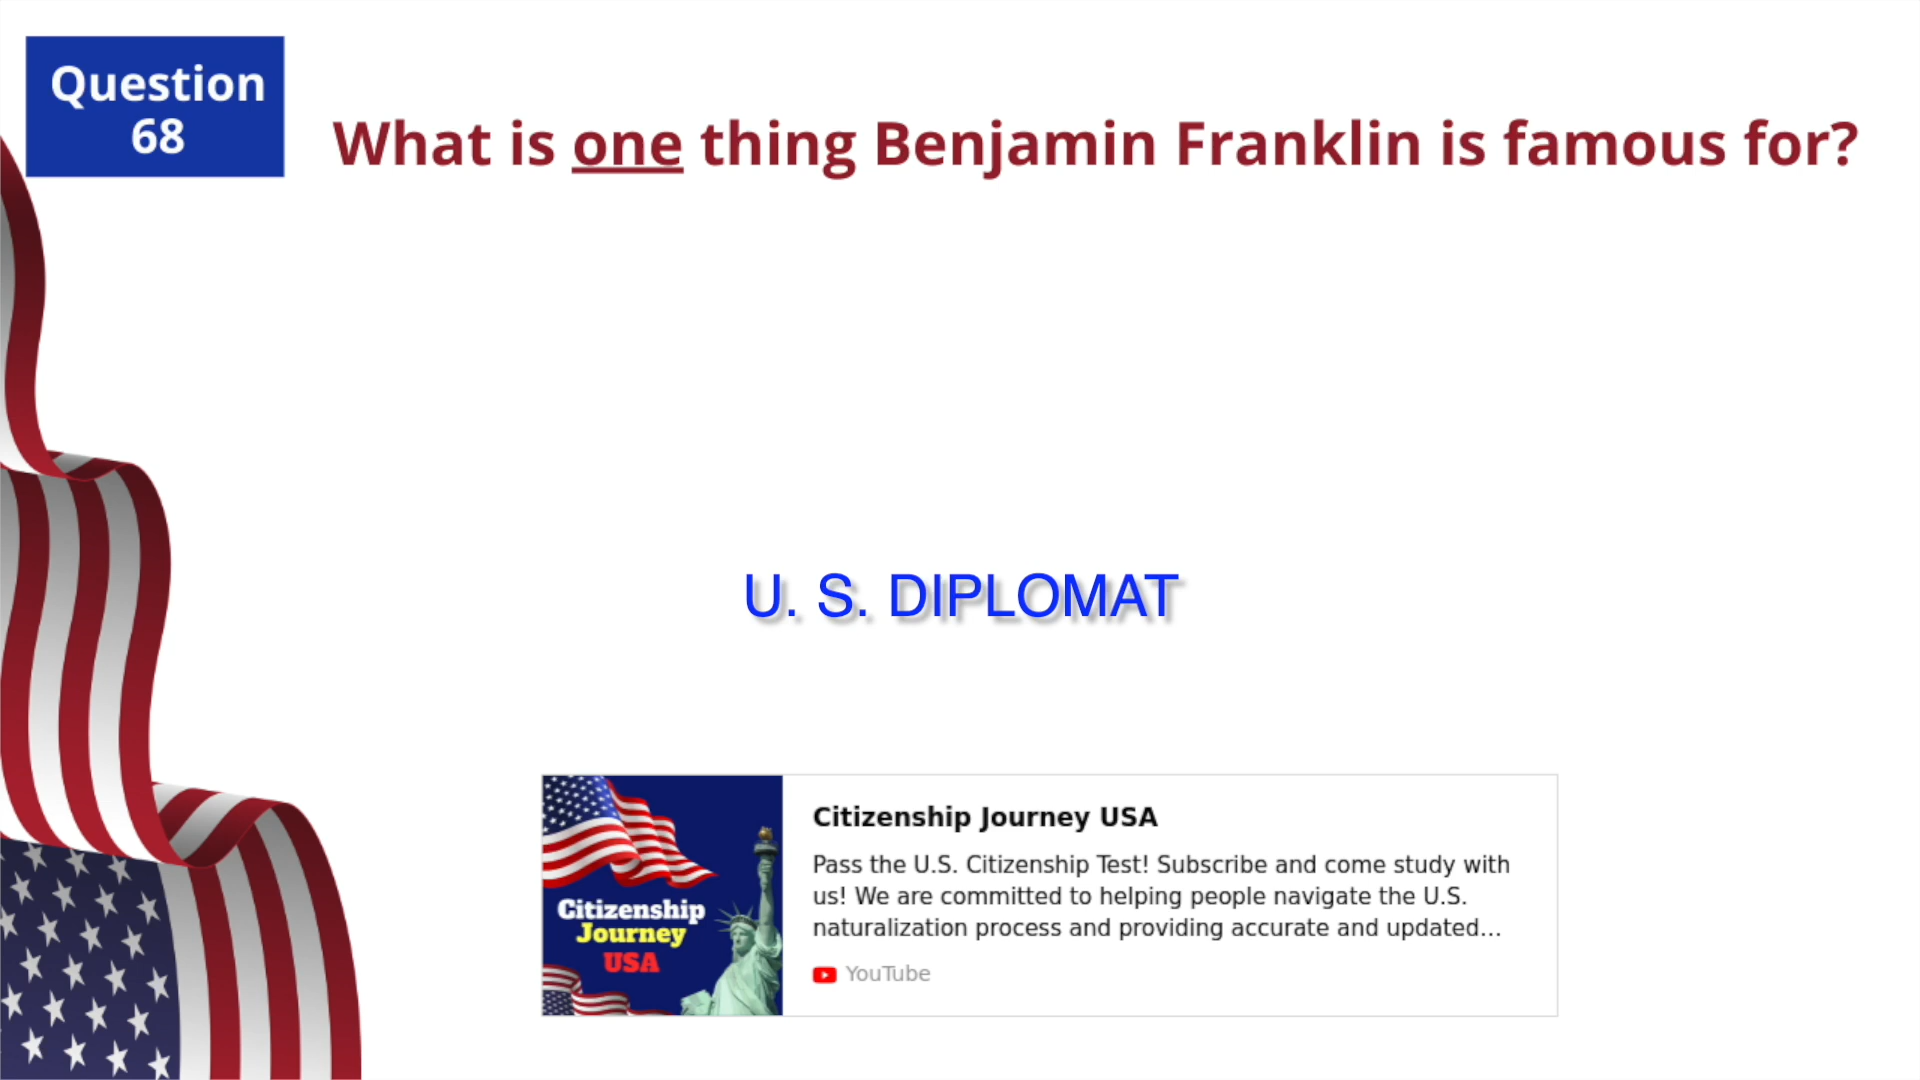 Question
68
What is one thing Benjamin Franklin is famous for?
U. S. DIPLOMAT
Citizenship
Journey
USA
Citizenship Journey USA
Pass the U.S. Citizenship Test! Subscribe and come study with
us! We are committed to helping people navigate the U.S.
naturalization process and providing accurate and updated...
YouTube